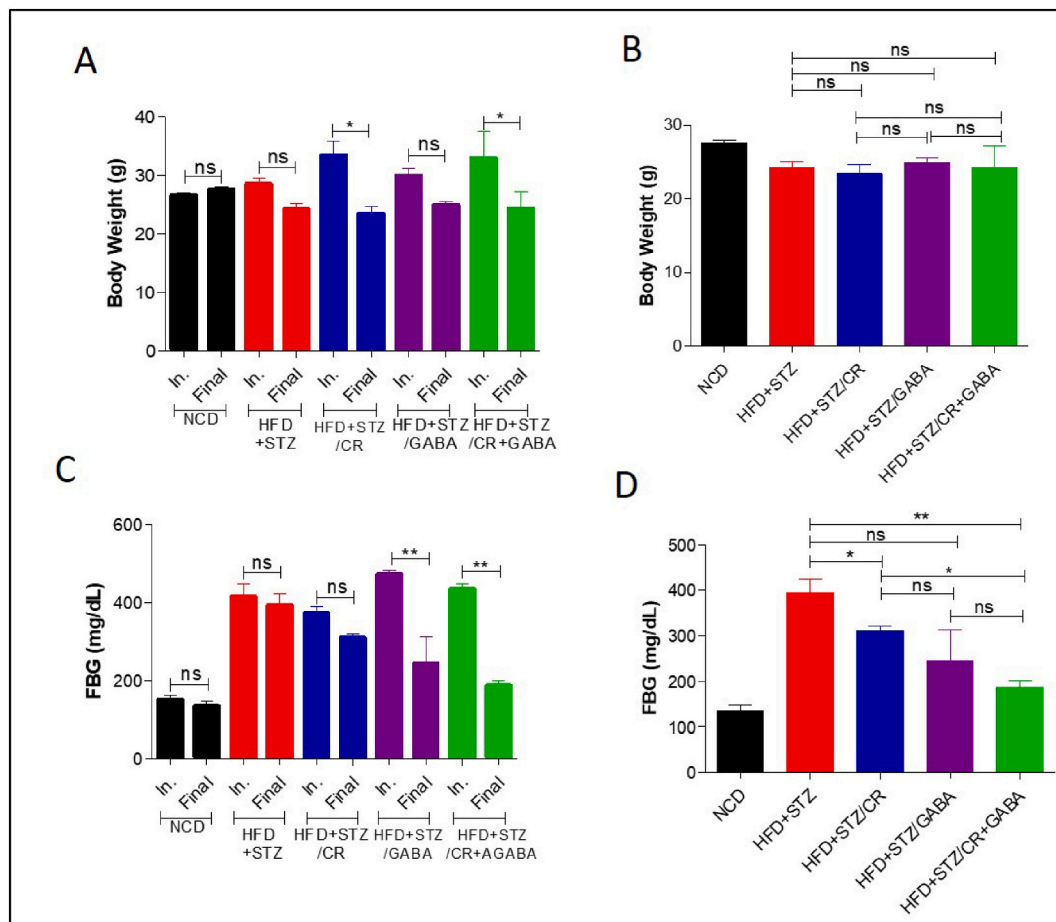 A
Body Weight (g)
40
30
20
10
0
ns
ns
*
ns
*
In.
Final
In.
Final
In.
Final
In.
Final
In.
Final
NCD
HFD
+STZ
HFD+STZ
/CR
HFD+STZ
/GABA
HFD+STZ
/CR+GABA
B
Body Weight (g)
30
20
10
0
ns
ns
ns
ns
ns
ns
NCD
HFD+STZ
HFD+STZ/CR
HFD+STZ/GABA
HFD+STZ/CR+GABA
C
FBG (mg/dL)
600
400
200
0
ns
ns
ns
**
**
In.
Final
In.
Final
In.
Final
In.
Final
In.
Final
NCD
HFD
+STZ
HFD+STZ
/CR
HFD+STZ
/GABA
HFD+STZ
/CR+AGABA
D
FBG (mg/dL)
500
400
300
200
100
0
**
ns
*
*
ns
ns
NCD
HFD+STZ
HFD+STZ/CR
HFD+STZ/GABA
HFD+STZ/CR+GABA